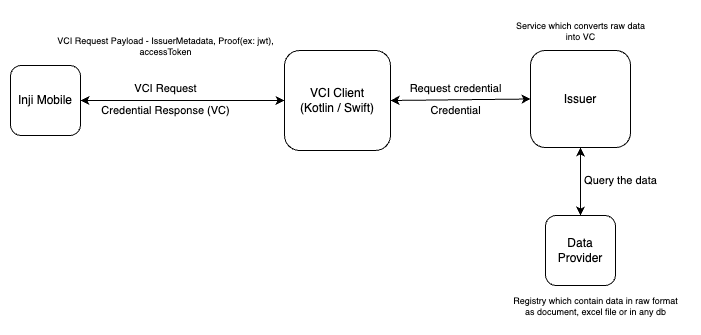 Service which converts raw data
into VC
VCI Request Payload - IssuerMetadata, Proof(ex: jwt),
accessToken
Inji Mobile
VCI Request
Credential Response (VC)
VCI Client
(Kotlin / Swift)
Request credential
Credential
Issuer
Query the data
Data
Provider
Registry which contain data in raw format
as document, excel file or in any db